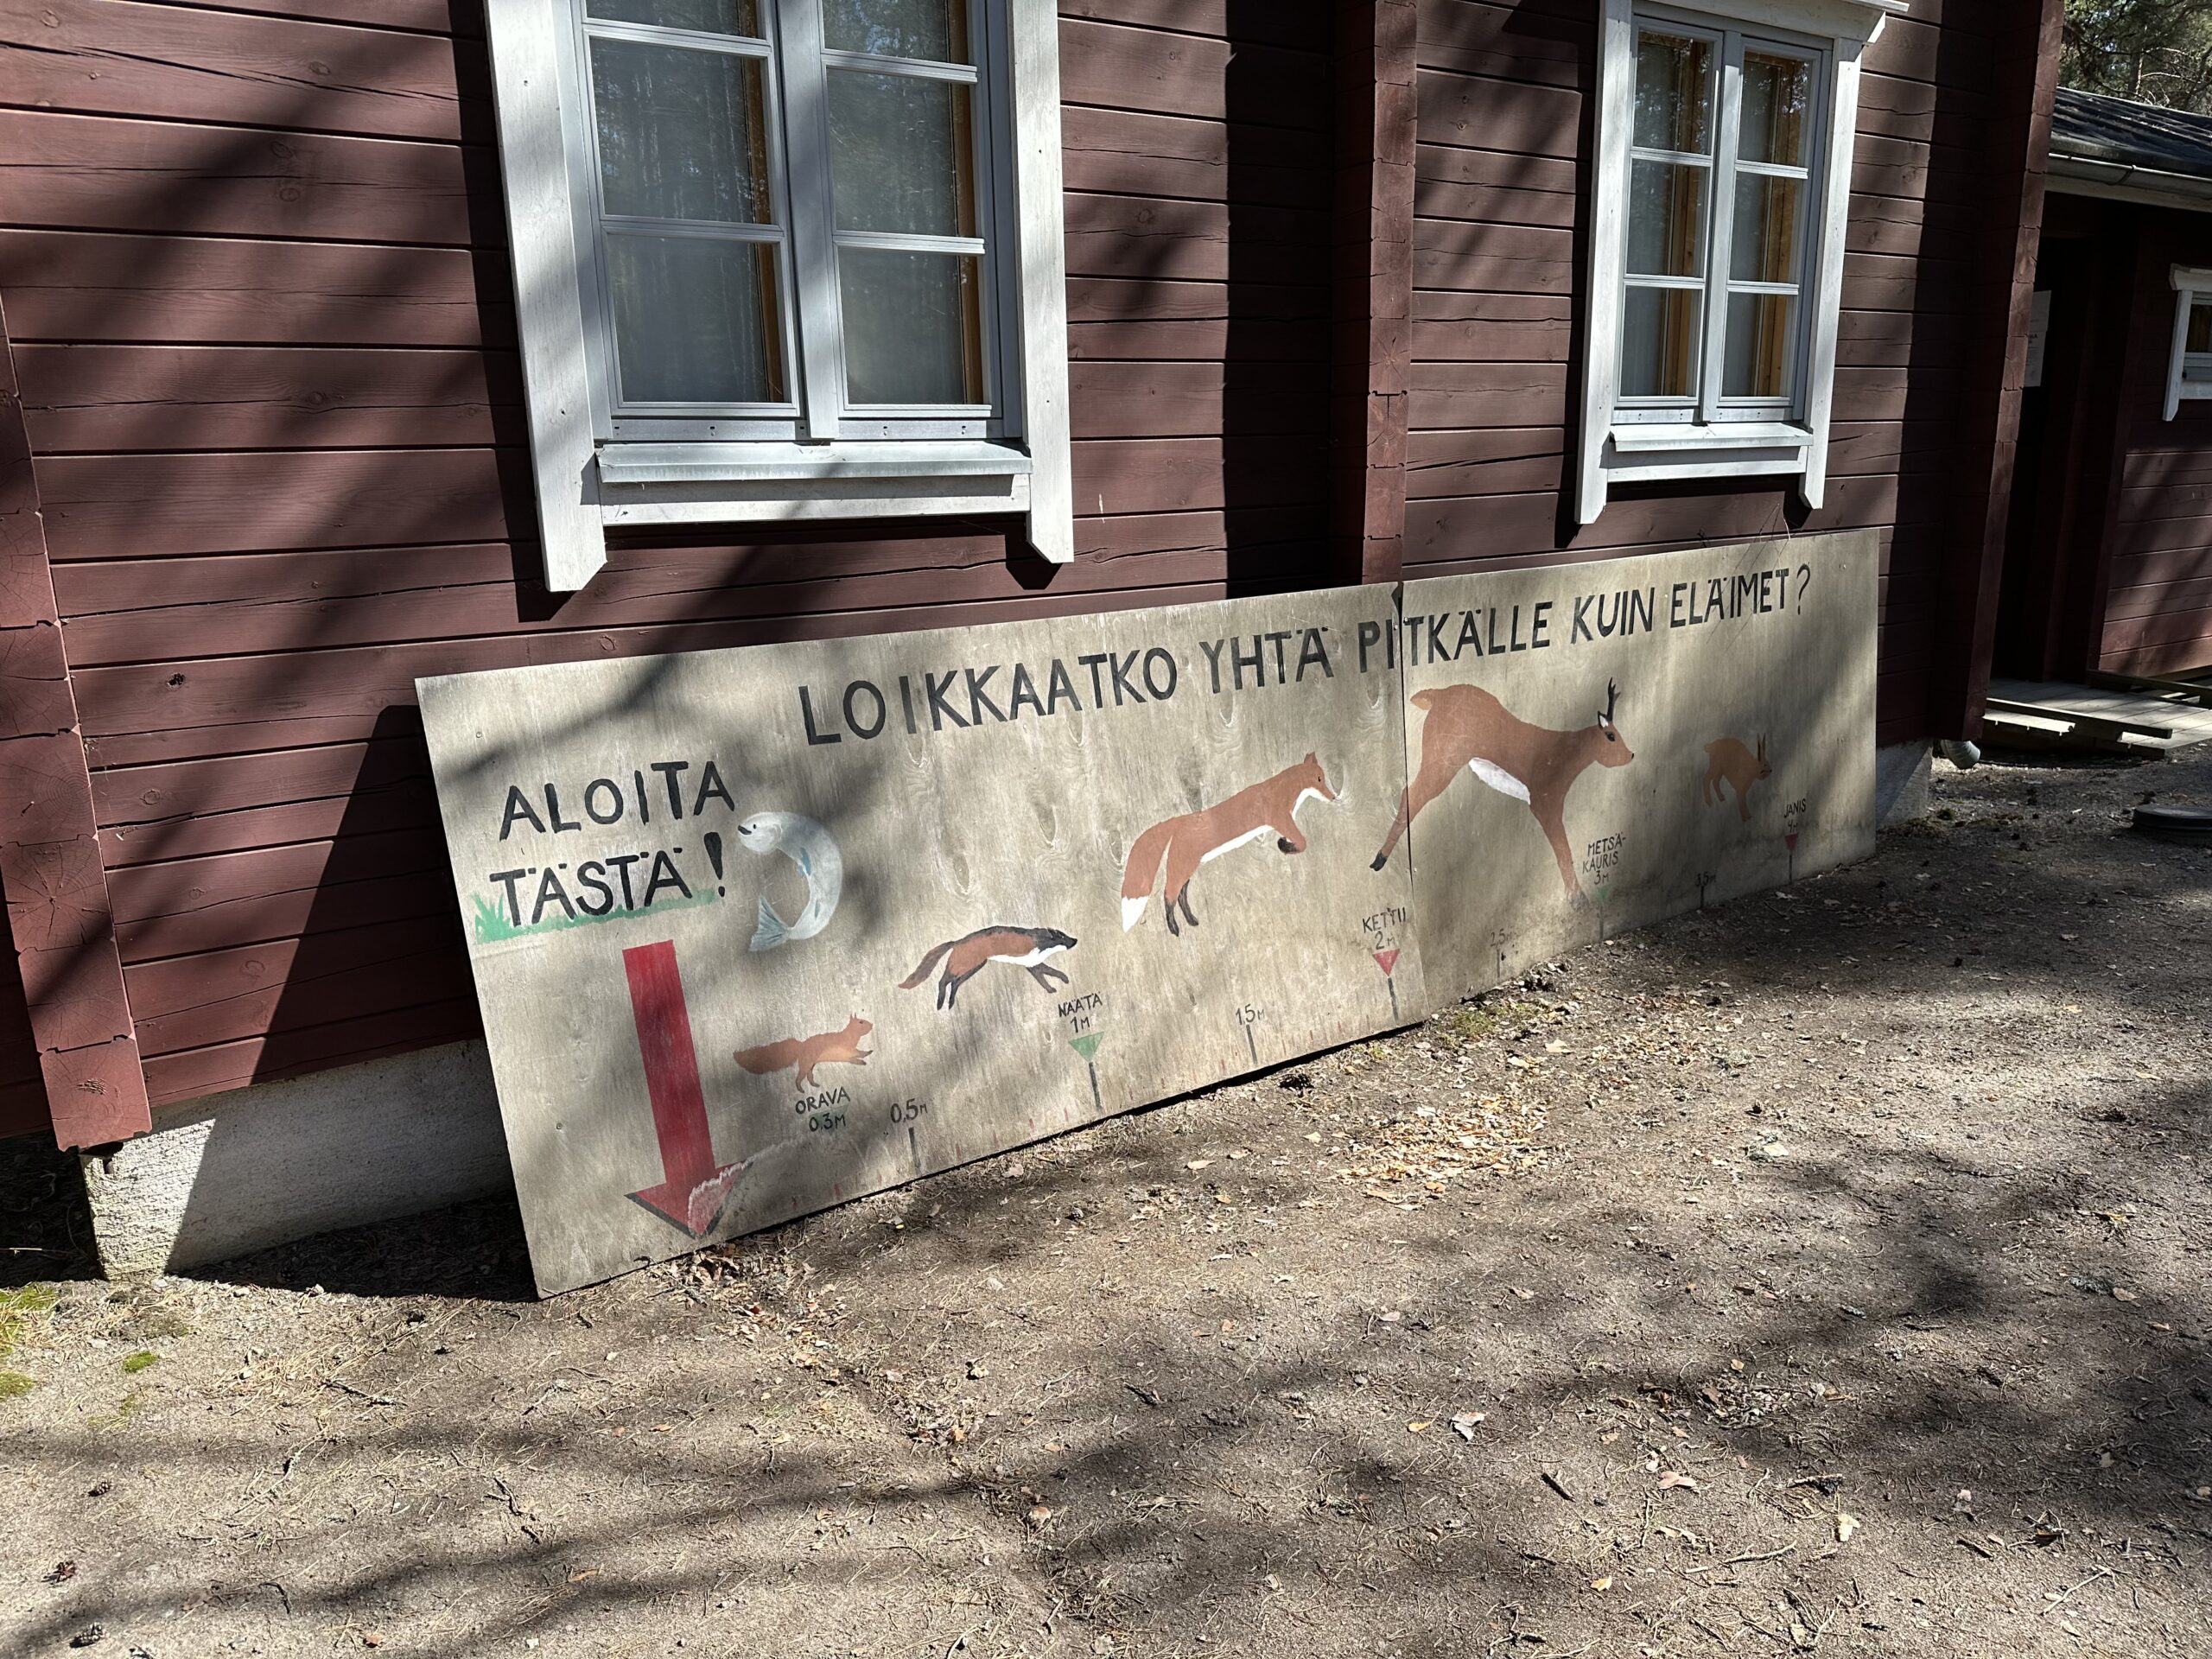 LOIKKAATKO YHTÄ PITKÄLLE KUIN ELÄIMET?
ALOITA
TÄSTÄ!
ORAVA
0,3M
0,5M
NÄÄTÄ
1M
1,5M
KETTU
2M
2,5
METSÄ-
KAURIS
3M
3,5M
JÄNIS